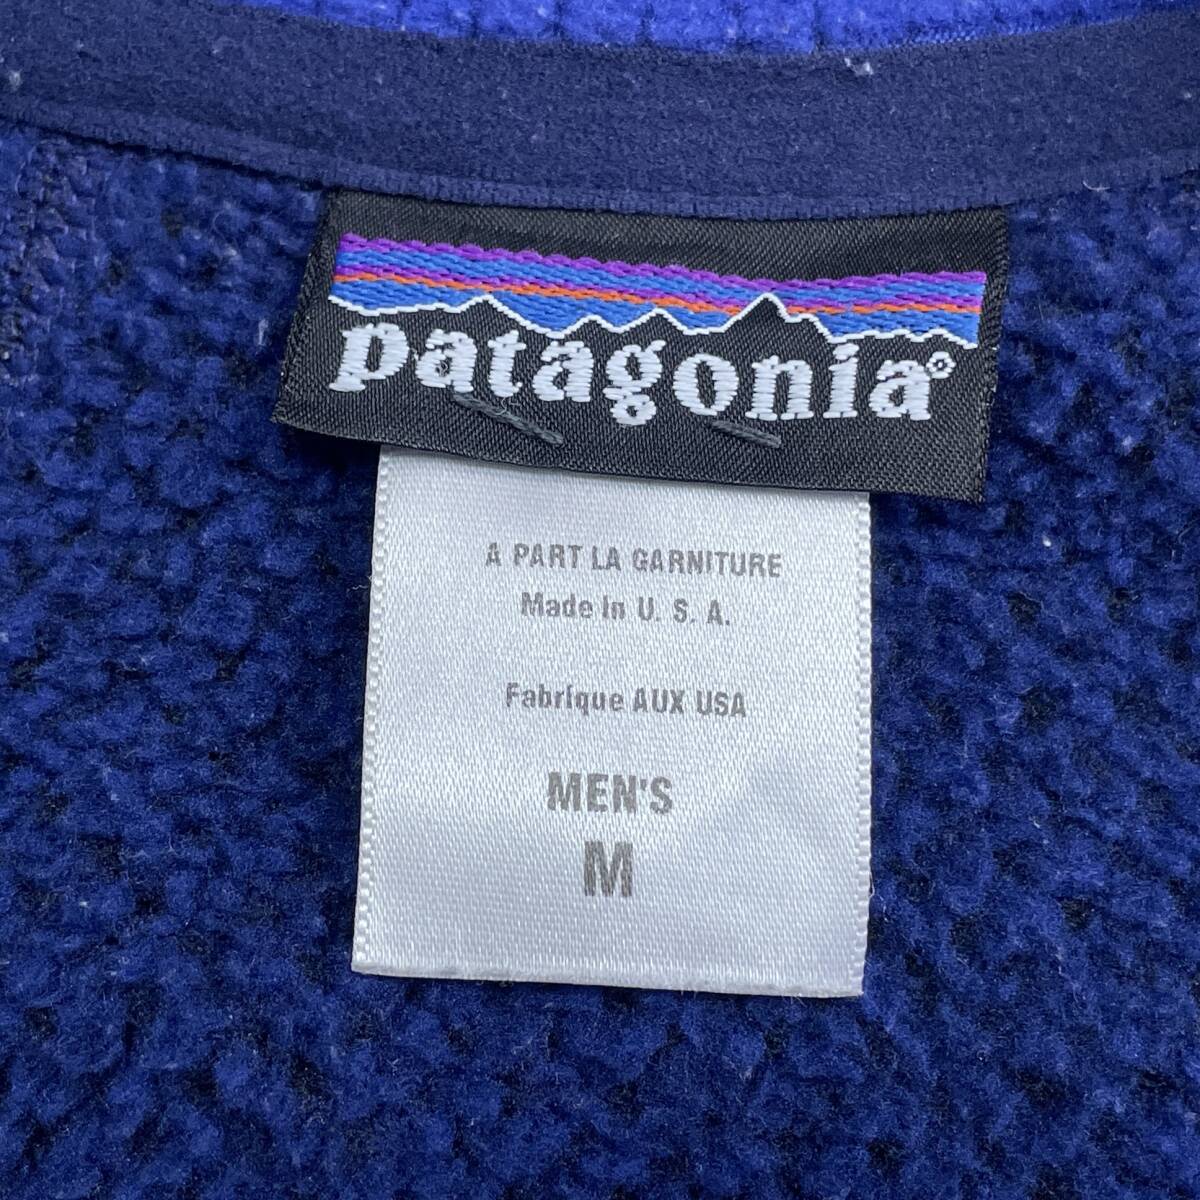 patagonia®
A PART LA GARNITURE
Made In U. S. A.
Fabrique AUX USA
MEN'S
M